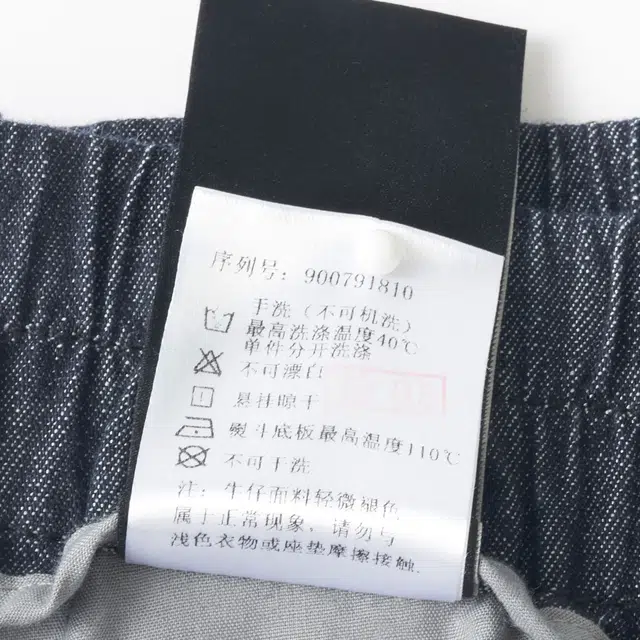 序列号: 900791810
手洗（不可机洗）
最高洗涤温度40℃
单件分开洗涤
不可漂白
悬挂晾干
熨斗底板最高温度110℃
不可干洗
注: 牛仔面料轻微褪色
属于正常现象, 请勿与
浅色衣物或座垫摩擦接触.